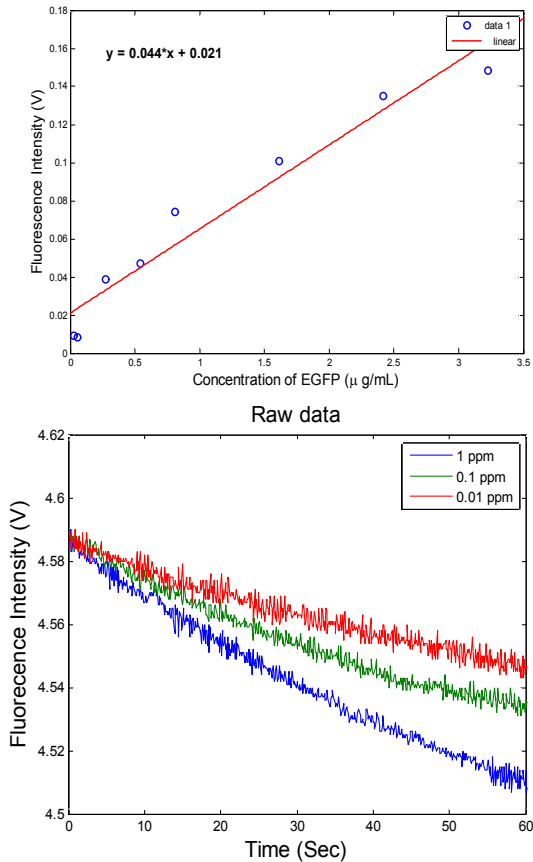 0.18
0.16
0.14
0.12
0.1
0.08
0.06
0.04
0.02
0
Fluorescence Intensity (V)
y = 0.044*x + 0.021
data 1
linear
0 0.5 1 1.5 2 2.5 3 3.5
Concentration of EGFP (μ g/mL)
Raw data
4.62
4.6
4.58
4.56
4.54
4.52
4.5
Fluorecence Intensity (V)
1 ppm
0.1 ppm
0.01 ppm
0 10 20 30 40 50 60
Time (Sec)